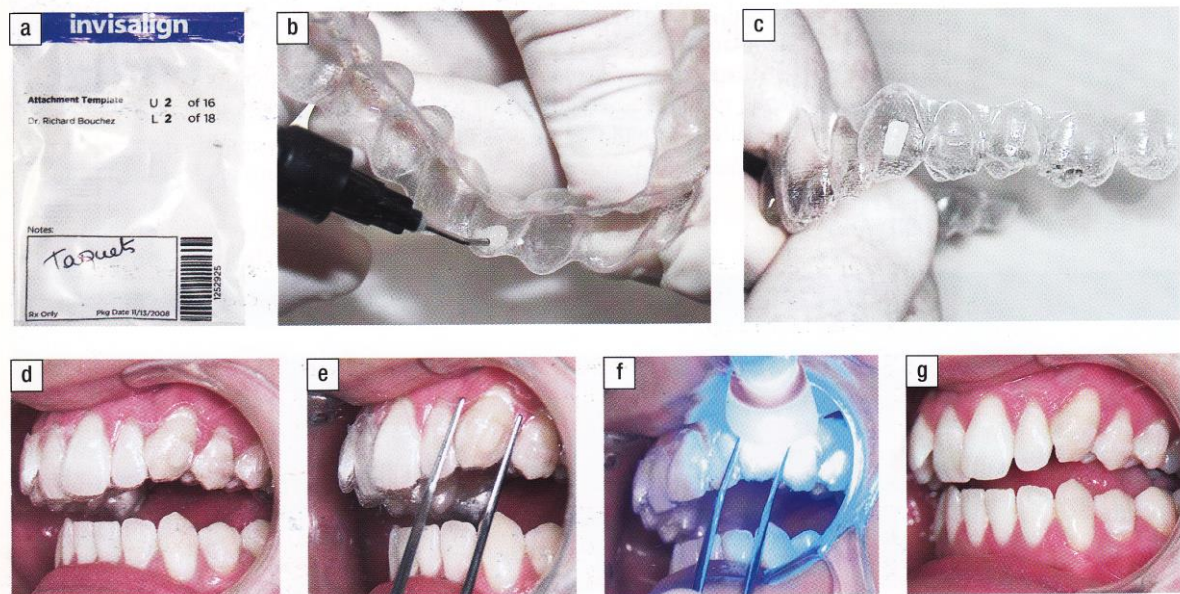 a
invisalign
Attachment Template U 2 of 16
Dr. Richard Bouchez L 2 of 18
Notes:
Taquets
1252925
Rx Only Pkg Date 11/13/2008
b
c
d
e
f
g